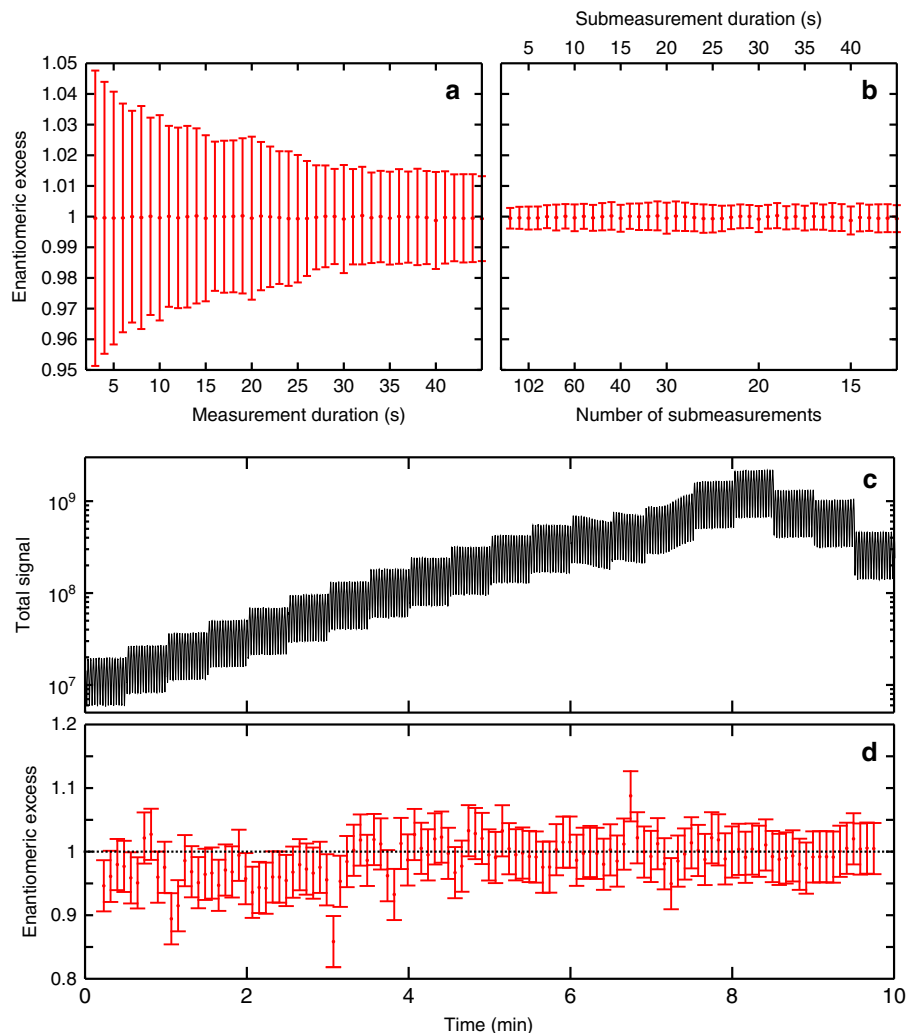 Submeasurement duration (s)
5 10 15 20 25 30 35 40
1.05
1.04
1.03
1.02
1.01
1
0.99
0.98
0.97
0.96
0.95
Enantiomeric excess
a
b
5 10 15 20 25 30 35 40
Measurement duration (s)
102 60 40 30 20 15
Number of submeasurements
c
10⁹
10⁸
10⁷
Total signal
d
1.2
1.1
1
0.9
0.8
Enantiomeric excess
0 2 4 6 8 10
Time (min)